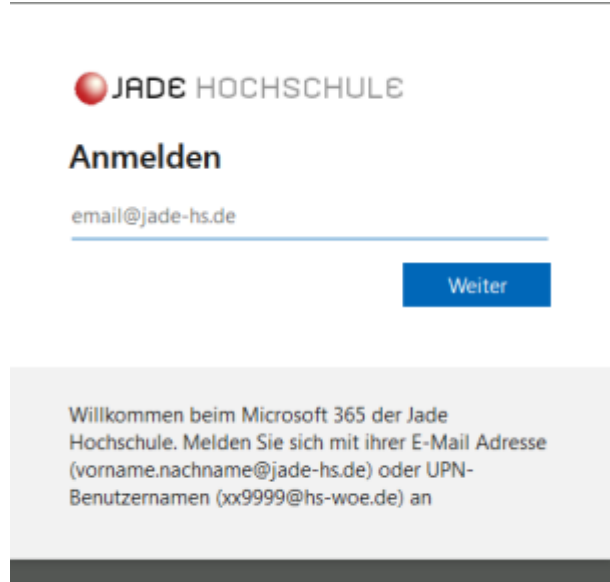 JADE HOCHSCHULE
Anmelden
email@jade-hs.de
Weiter
Willkommen beim Microsoft 365 der Jade
Hochschule. Melden Sie sich mit ihrer E-Mail Adresse
(vorname.nachname@jade-hs.de) oder UPN-
Benutzernamen (xx9999@hs-woe.de) an